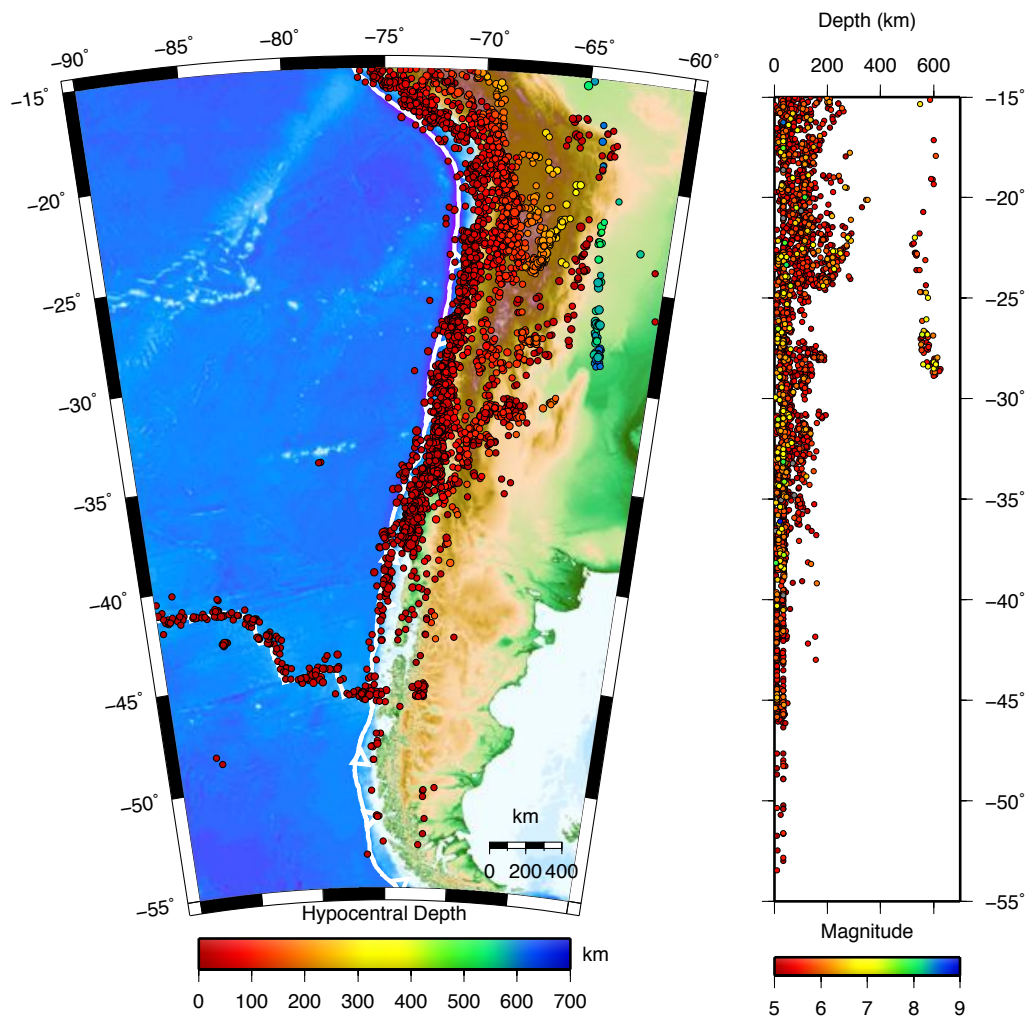 −90° −85° −80° −75° −70° −65° −60°
−15°
−20°
−25°
−30°
−35°
−40°
−45°
−50°
−55°
km
0 200 400
Hypocentral Depth
km
0 100 200 300 400 500 600 700
Depth (km)
0 200 400 600
−15°
−20°
−25°
−30°
−35°
−40°
−45°
−50°
−55°
Magnitude
5 6 7 8 9